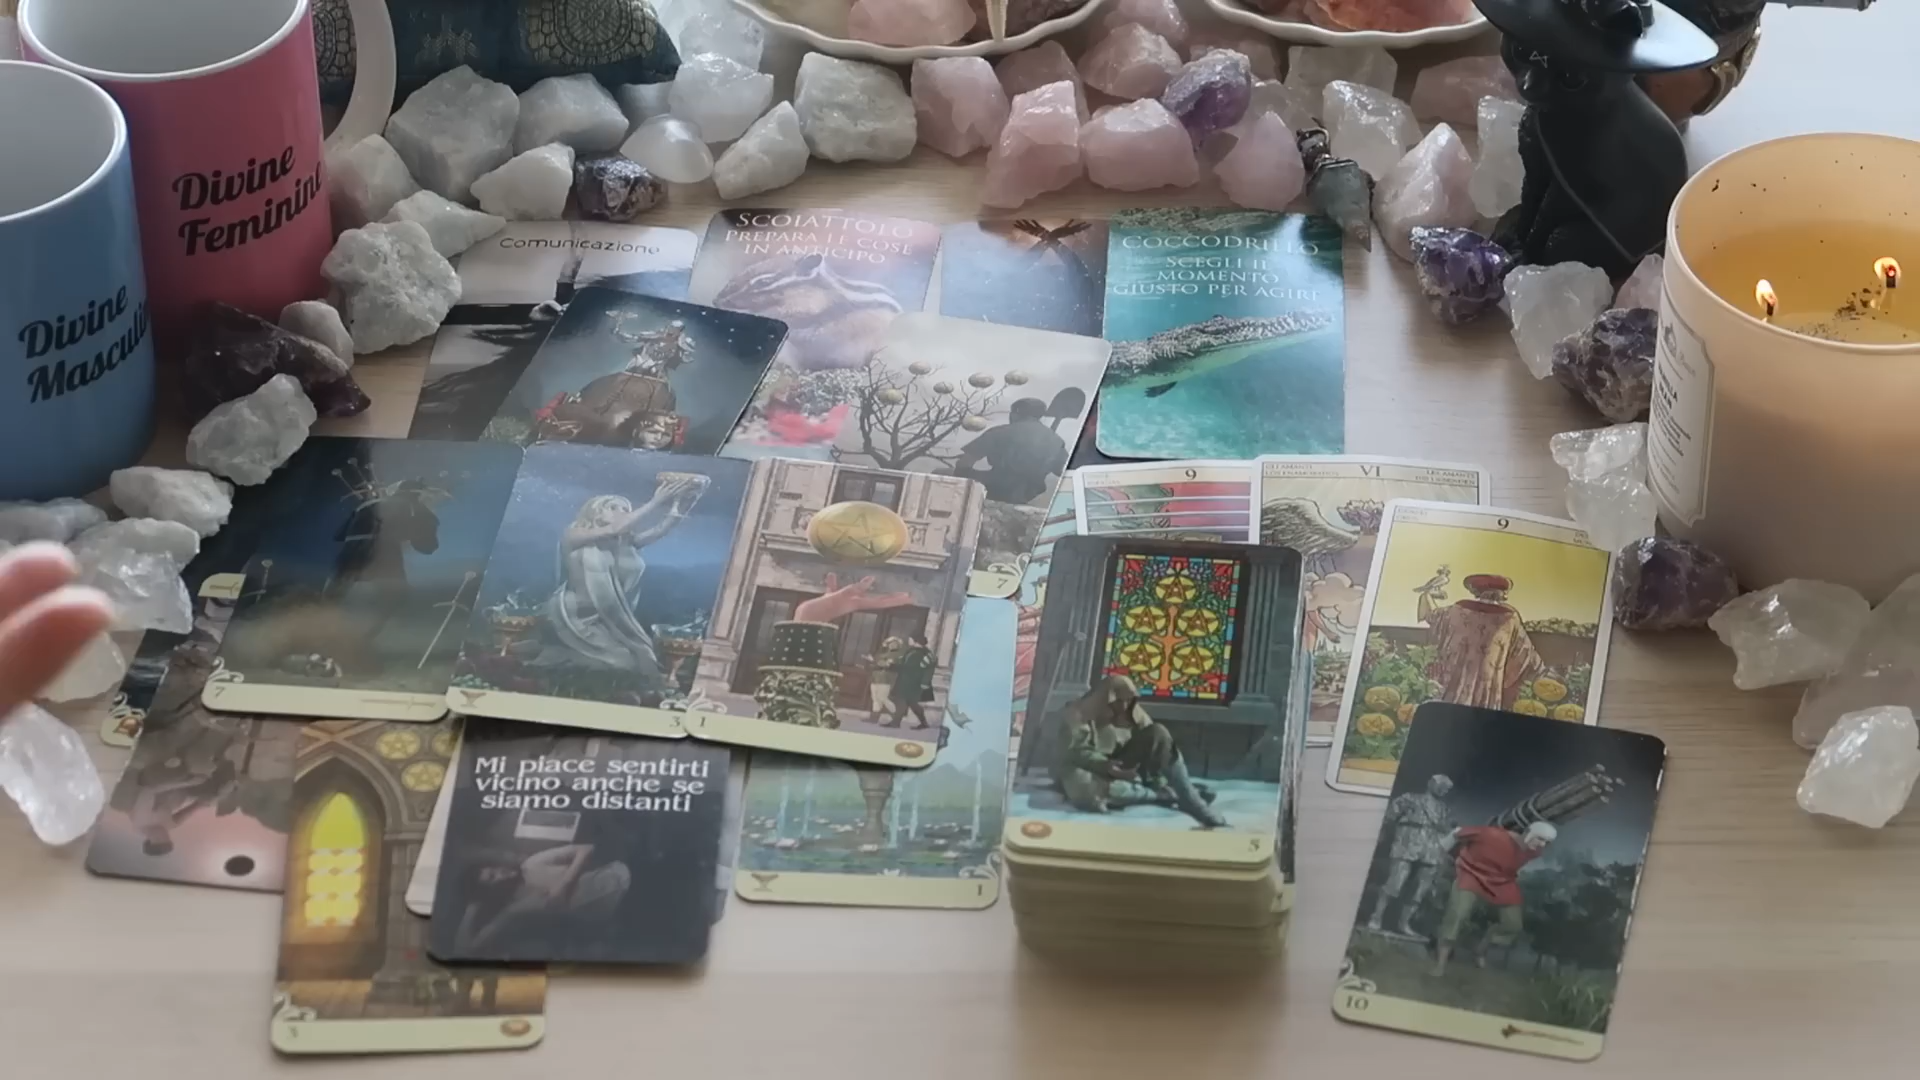 Divine
Feminine
Divine
Mascul
Comunicazione
SCOIATTOLO
PREPARA LE COSE
IN ANTICIPO
COCCODRILLO
SCEGLI IL
MOMENTO
GIUSTO PER AGIRE
9
VI
9
7
7
3
1
Mi piace sentirti
vicino anche se
siamo distanti
1
5
10
3